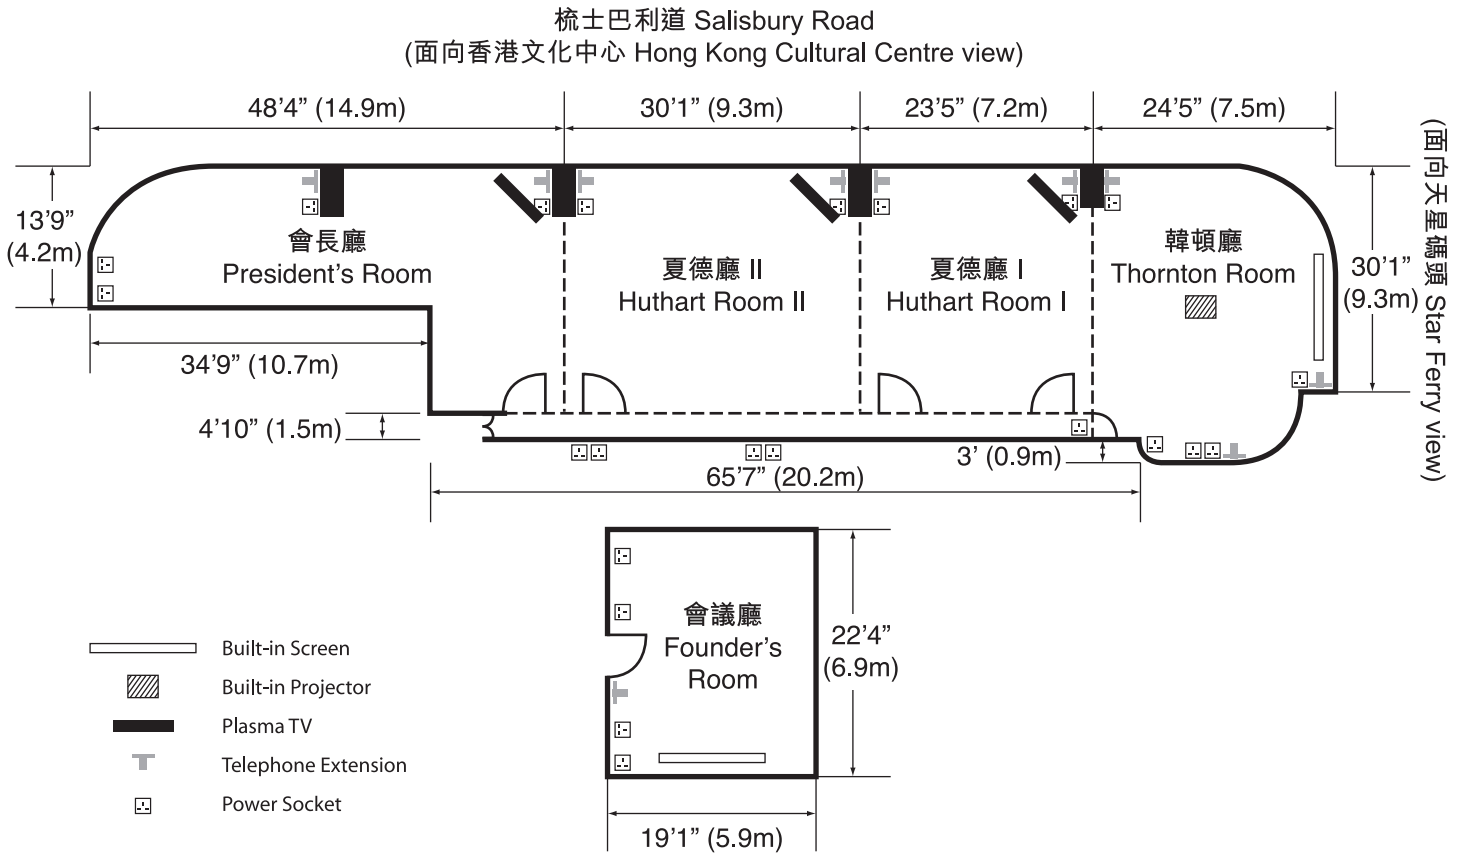 梳士巴利道 Salisbury Road
(面向香港文化中心 Hong Kong Cultural Centre view)
48’4” (14.9m)
30’1” (9.3m)
23’5” (7.2m)
24’5” (7.5m)
(面向天星碼頭 Star Ferry view)
13’9”
(4.2m)
會長廳
President’s Room
夏德廳 II
Huthart Room II
夏德廳 I
Huthart Room I
韓頓廳
Thornton Room
30’1”
(9.3m)
34’9” (10.7m)
4’10” (1.5m)
3’ (0.9m)
65’7” (20.2m)
會議廳
Founder’s
Room
22’4”
(6.9m)
19’1” (5.9m)
Built-in Screen
Built-in Projector
Plasma TV
Telephone Extension
Power Socket